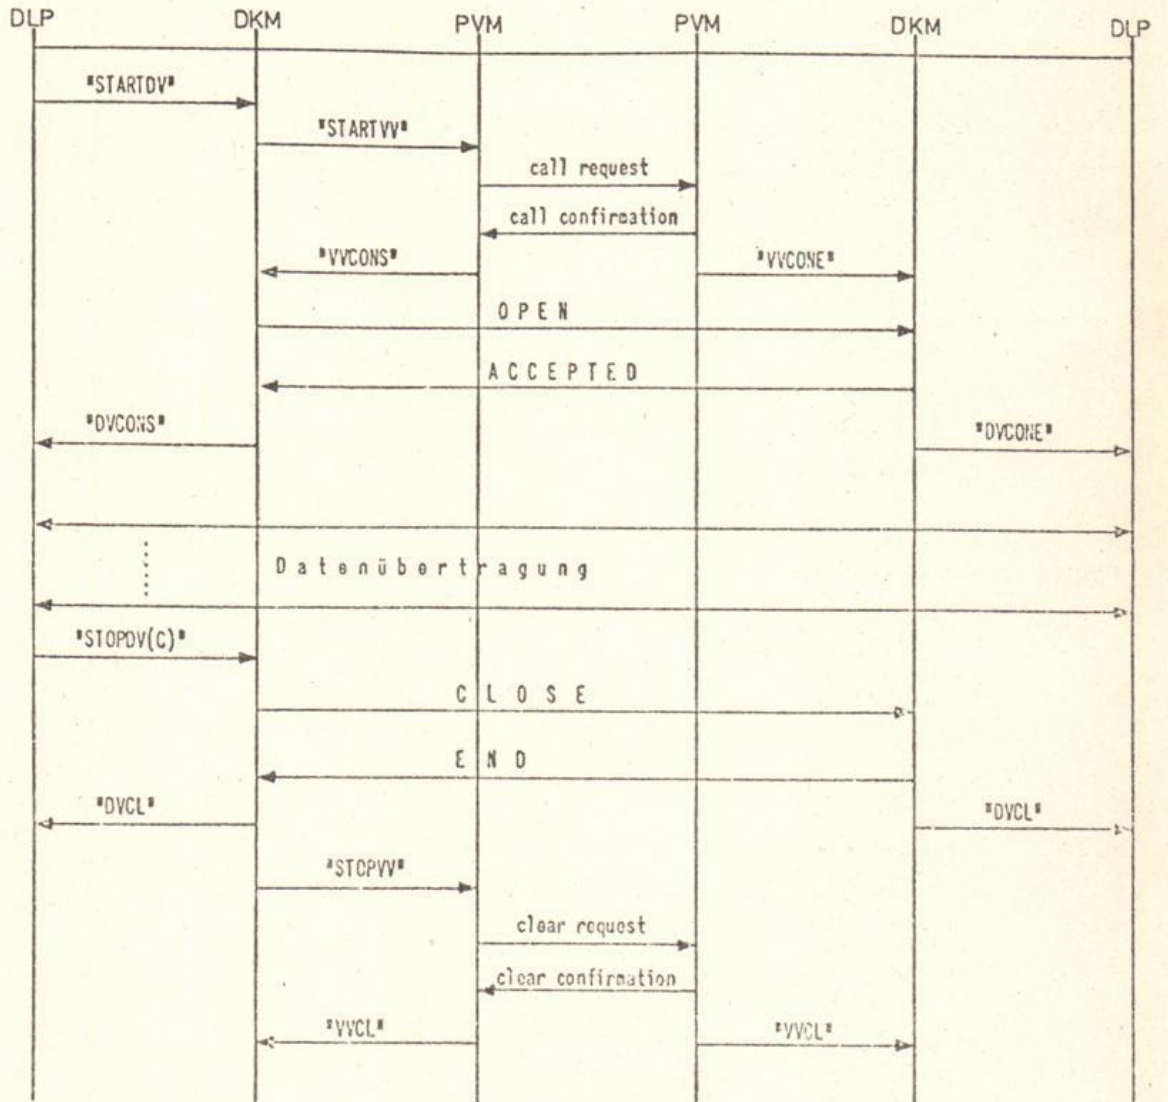 DLP DKM PVM PVM DKM DLP
"STARTDV"
"STARTVV"
call request
call confirmation
"VVCONS" "VVCONE"
OPEN
ACCEPTED
"DVCONS" "DVCONE"
Datenübertragung
"STOPDV(C)"
CLOSE
END
"DVCL" "DVCL"
"STOPVV"
clear request
clear confirmation
"VVCL" "VVCL"